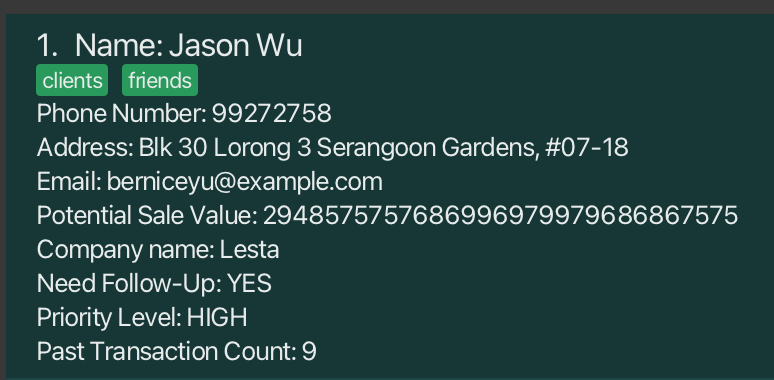 1. Name: Jason Wu
clients friends
Phone Number: 99272758
Address: Blk 30 Lorong 3 Serangoon Gardens, #07-18
Email: berniceyu@example.com
Potential Sale Value: 29485757576869969799796868675​75
Company name: Lesta
Need Follow-Up: YES
Priority Level: HIGH
Past Transaction Count: 9